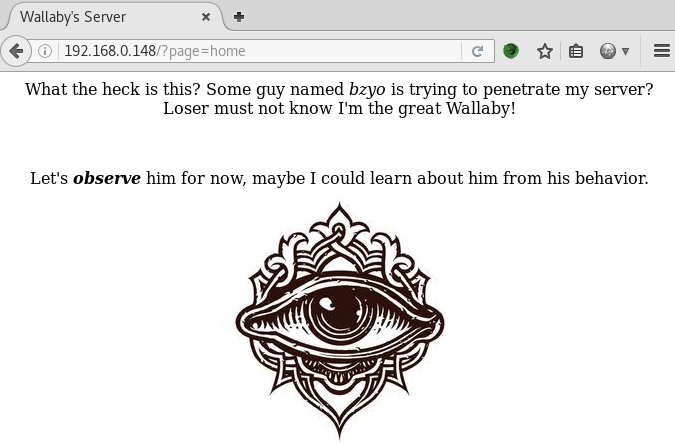 Wallaby's Server
192.168.0.148/?page=home
What the heck is this? Some guy named bzyo is trying to penetrate my server?
Loser must not know I'm the great Wallaby!
Let's observe him for now, maybe I could learn about him from his behavior.